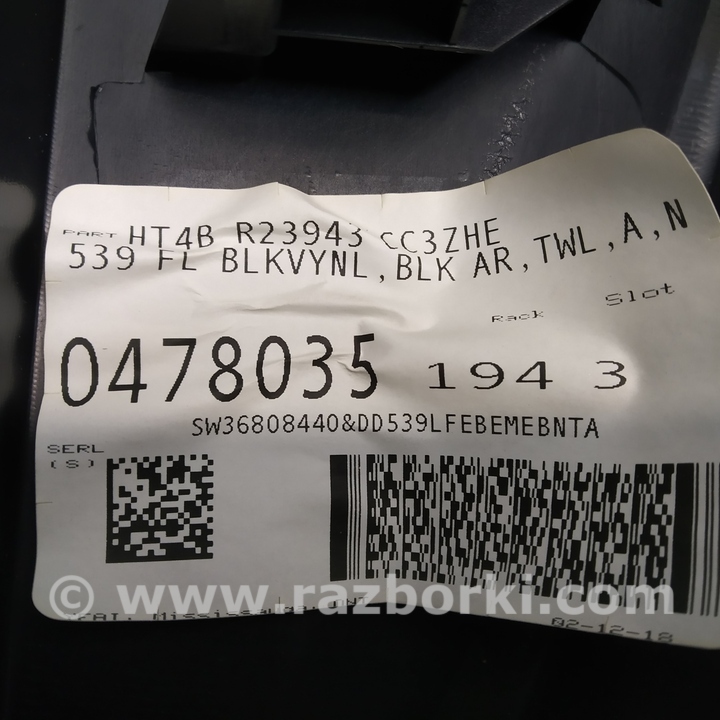 PART HT4B R23943 CC3ZHE
539 FL BLKVYNL,BLK AR,TWL,A,N
Rack Slot
0478035 194 3
SW36808440&DD539LFEBEMEBNTA
SERL
(S)
© www.razborki.com
02-12-18